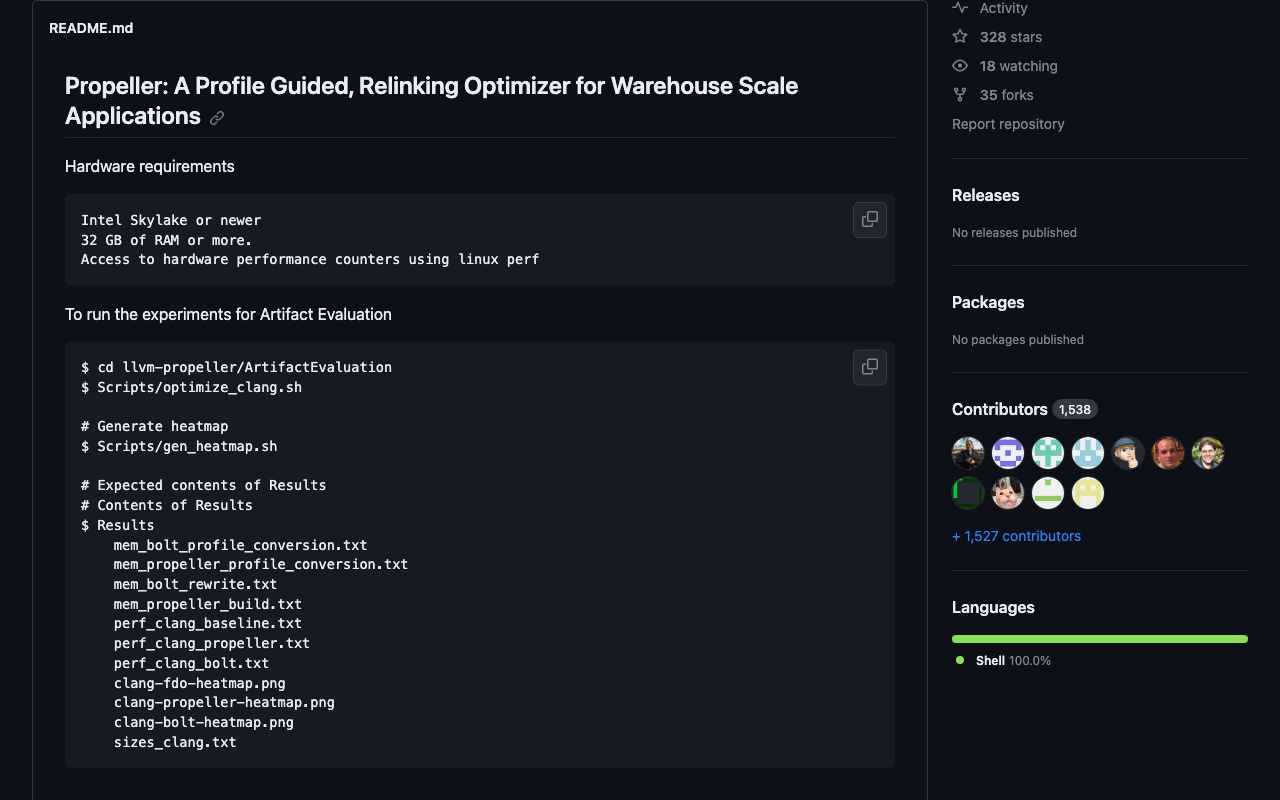 README.md
Propeller: A Profile Guided, Relinking Optimizer for Warehouse Scale
Applications
Hardware requirements
Intel Skylake or newer
32 GB of RAM or more.
Access to hardware performance counters using linux perf
To run the experiments for Artifact Evaluation
$ cd llvm-propeller/ArtifactEvaluation
$ Scripts/optimize_clang.sh
# Generate heatmap
$ Scripts/gen_heatmap.sh
# Expected contents of Results
# Contents of Results
$ Results
mem_bolt_profile_conversion.txt
mem_propeller_profile_conversion.txt
mem_bolt_rewrite.txt
mem_propeller_build.txt
perf_clang_baseline.txt
perf_clang_propeller.txt
perf_clang_bolt.txt
clang-fdo-heatmap.png
clang-propeller-heatmap.png
clang-bolt-heatmap.png
sizes_clang.txt
Activity
328 stars
18 watching
35 forks
Report repository
Releases
No releases published
Packages
No packages published
Contributors 1,538
+ 1,527 contributors
Languages
Shell 100.0%